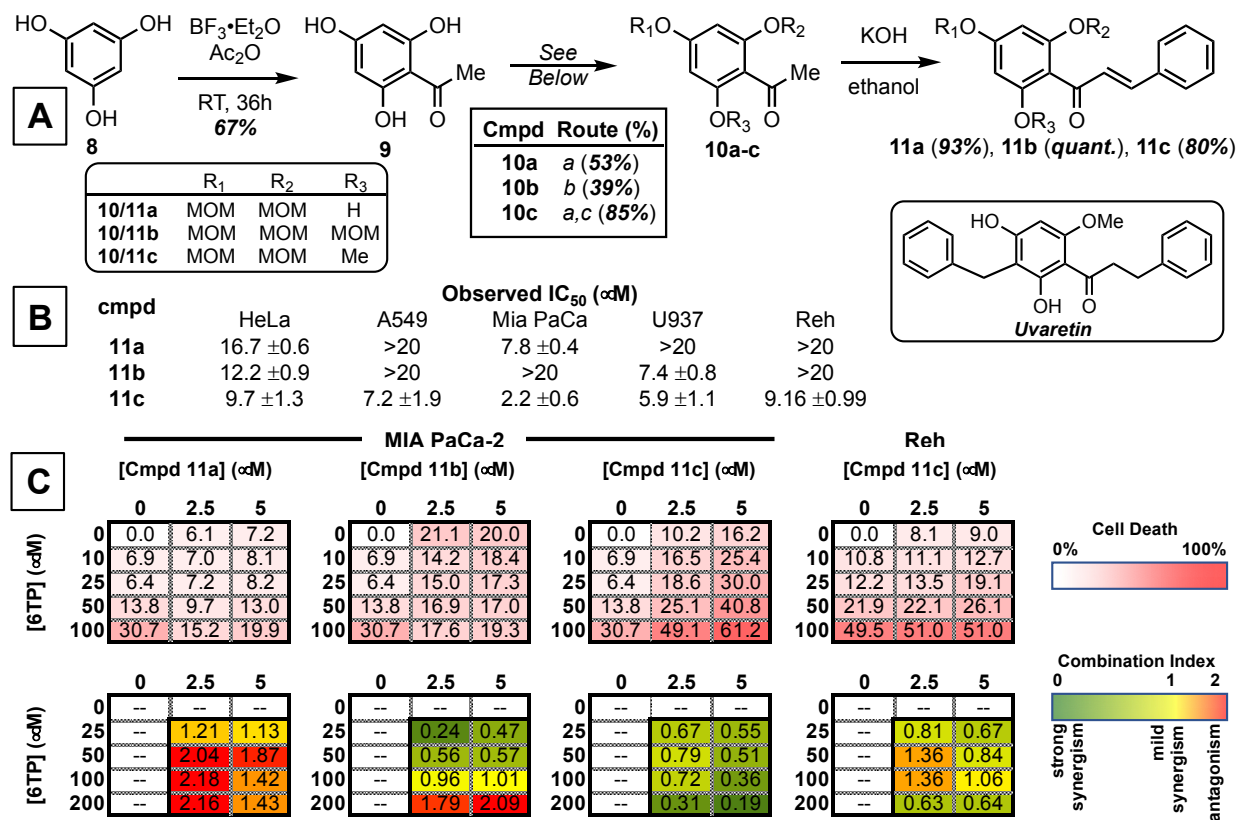 HO OH
OH
8
BF3•Et2O
Ac2O
RT, 36h
67%
HO OH
Me
OH O
9
See
Below
R1O OR2
Me
OR3 O
10a-c
KOH
ethanol
R1O OR2
OR3 O
11a (93%), 11b (quant.), 11c (80%)
A
Cmpd Route (%)
10a a (53%)
10b b (39%)
10c a,c (85%)
R1 R2 R3
10/11a MOM MOM H
10/11b MOM MOM MOM
10/11c MOM MOM Me
HO OMe
OH O
Uvaretin
B
cmpd Observed IC50 (∝M)
HeLa A549 Mia PaCa U937 Reh
11a 16.7 ±0.6 >20 7.8 ±0.4 >20 >20
11b 12.2 ±0.9 >20 >20 7.4 ±0.8 >20
11c 9.7 ±1.3 7.2 ±1.9 2.2 ±0.6 5.9 ±1.1 9.16 ±0.99
C
MIA PaCa-2 Reh
[Cmpd 11a] (∝M) [Cmpd 11b] (∝M) [Cmpd 11c] (∝M) [Cmpd 11c] (∝M)
0 2.5 5 0 2.5 5 0 2.5 5 0 2.5 5
[6TP] (∝M)
0 0.0 6.1 7.2 0 0.0 21.1 20.0 0 0.0 10.2 16.2 0 0.0 8.1 9.0
10 6.9 7.0 8.1 10 6.9 14.2 18.4 10 6.9 16.5 25.4 10 10.8 11.1 12.7
25 6.4 7.2 8.2 25 6.4 15.0 17.3 25 6.4 18.6 30.0 25 12.2 13.5 19.1
50 13.8 9.7 13.0 50 13.8 16.9 17.0 50 13.8 25.1 40.8 50 21.9 22.1 26.1
100 30.7 15.2 19.9 100 30.7 17.6 19.3 100 30.7 49.1 61.2 100 49.5 51.0 51.0
Cell Death
0% 100%
0 2.5 5 0 2.5 5 0 2.5 5 0 2.5 5
[6TP] (∝M)
0 -- -- -- 0 -- -- -- 0 -- -- -- 0 -- -- --
25 -- 1.21 1.13 25 -- 0.24 0.47 25 -- 0.67 0.55 25 -- 0.81 0.67
50 -- 2.04 1.87 50 -- 0.56 0.57 50 -- 0.79 0.51 50 -- 1.36 0.84
100 -- 2.18 1.42 100 -- 0.96 1.01 100 -- 0.72 0.36 100 -- 1.36 1.06
200 -- 2.16 1.43 200 -- 1.79 2.09 200 -- 0.31 0.19 200 -- 0.63 0.64
Combination Index
0 1 2
strong
synergism
mild
synergism
antagonism